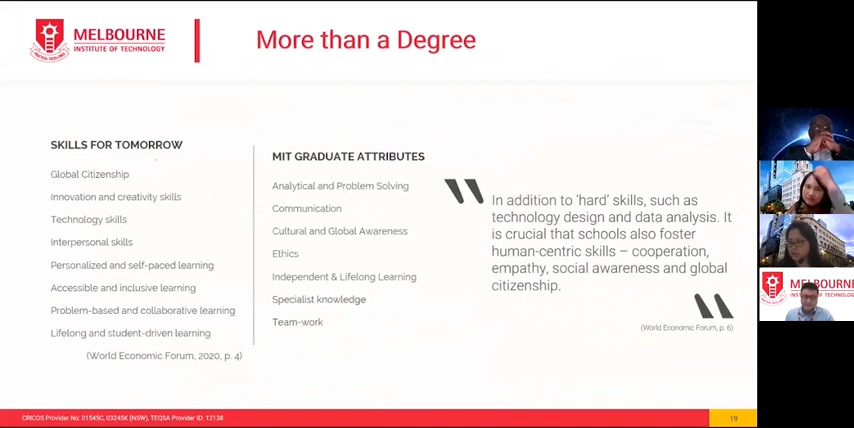 MELBOURNE
INSTITUTE OF TECHNOLOGY
More than a Degree
SKILLS FOR TOMORROW
Global Citizenship
Innovation and creativity skills
Technology skills
Interpersonal skills
Personalized and self-paced learning
Accessible and inclusive learning
Problem-based and collaborative learning
Lifelong and student-driven learning
(World Economic Forum, 2020, p. 4)
MIT GRADUATE ATTRIBUTES
Analytical and Problem Solving
Communication
Cultural and Global Awareness
Ethics
Independent & Lifelong Learning
Specialist knowledge
Team-work
In addition to ‘hard’ skills, such as
technology design and data analysis. It
is crucial that schools also foster
human-centric skills – cooperation,
empathy, social awareness and global
citizenship.
(World Economic Forum, p. 6)
CRICOS Provider No: 01545C, 03245K (NSW), TEQSA Provider ID: 12138
19
MELBOURNE
INSTITUTE OF TECHNOLOGY